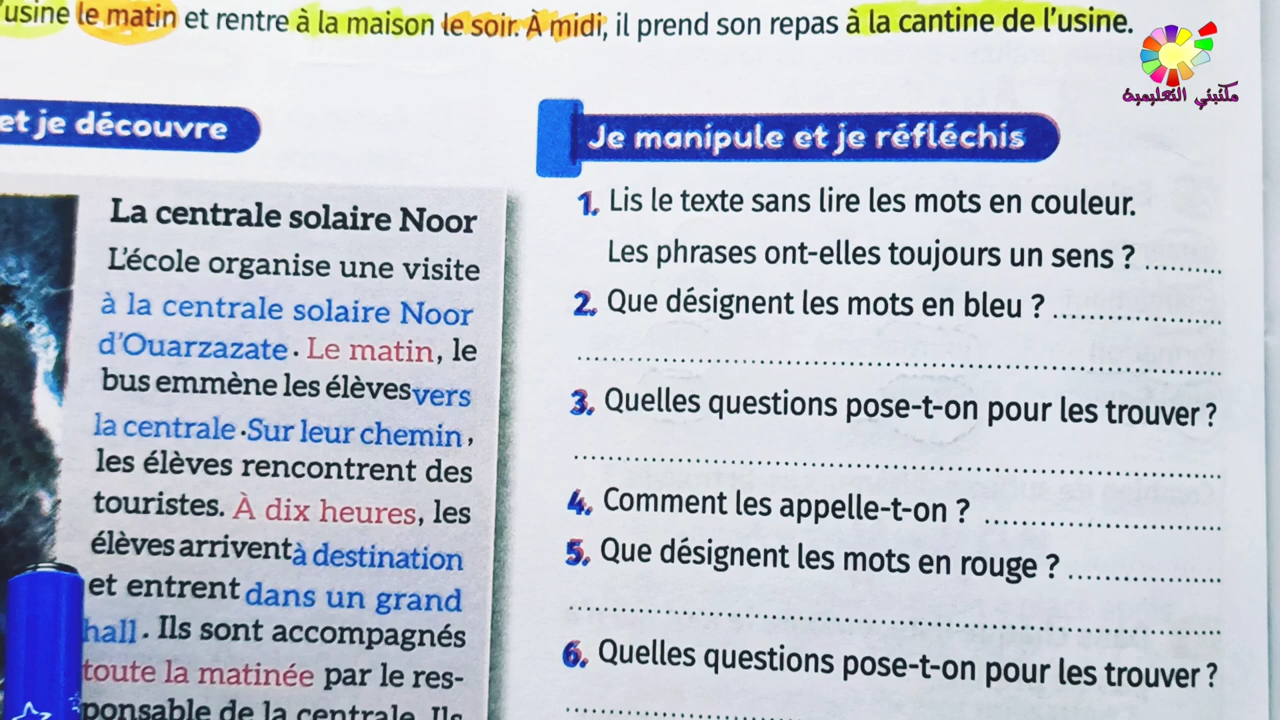 usine le matin et rentre à la maison le soir. À midi, il prend son repas à la cantine de l'usine.
مكتبتي التعليمية
et je découvre
La centrale solaire Noor
L'école organise une visite
à la centrale solaire Noor
d'Ouarzazate. Le matin, le
bus emmène les élèves vers
la centrale. Sur leur chemin,
les élèves rencontrent des
touristes. À dix heures, les
élèves arrivent à destination
et entrent dans un grand
hall. Ils sont accompagnés
toute la matinée par le res-
ponsable de la centrale. Ils
Je manipule et je réfléchis
1. Lis le texte sans lire les mots en couleur.
Les phrases ont-elles toujours un sens ? ..........
2. Que désignent les mots en bleu ? ......................
3. Quelles questions pose-t-on pour les trouver ?
4. Comment les appelle-t-on ? ..............................
5. Que désignent les mots en rouge ? ....................
6. Quelles questions pose-t-on pour les trouver ?